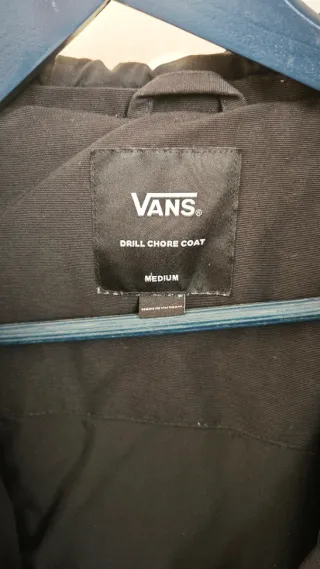 VANS®
DRILL CHORE COAT
MEDIUM